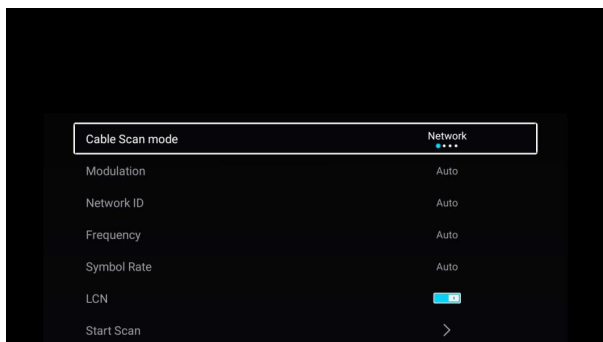 Cable Scan mode Network
Modulation Auto
Network ID Auto
Frequency Auto
Symbol Rate Auto
LCN
Start Scan